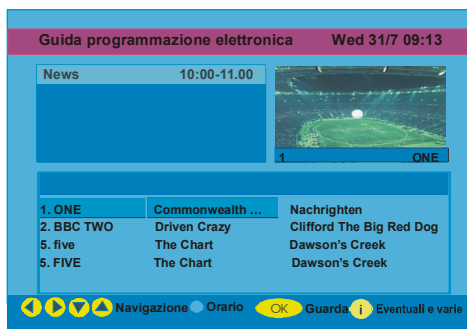 Guida programmazione elettronica Wed 31/7 09:13
News 10:00-11.00
1 ONE
1. ONE Commonwealth ... Nachrighten
2. BBC TWO Driven Crazy Clifford The Big Red Dog
5. five The Chart Dawson's Creek
5. FIVE The Chart Dawson's Creek
Navigazione Orario OK Guarda i Eventuali e varie